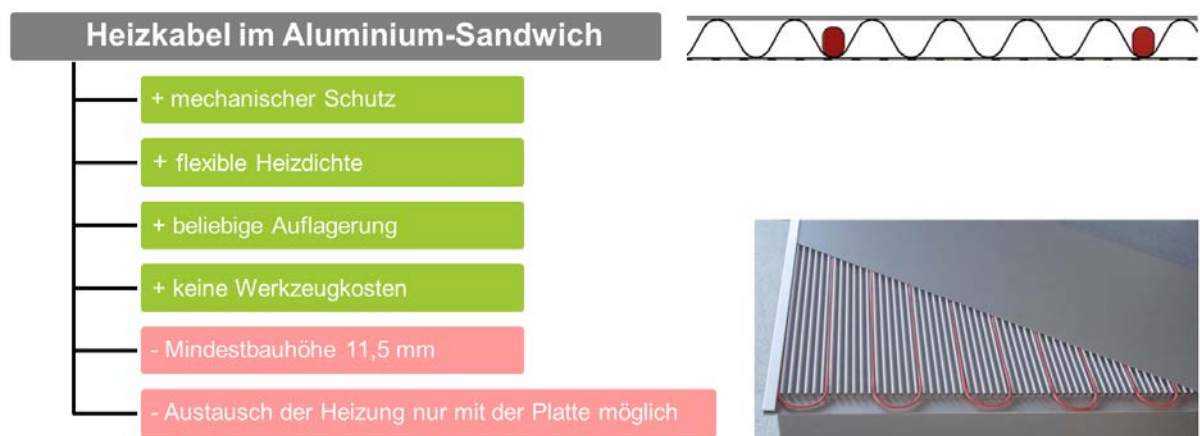 Heizkabel im Aluminium-Sandwich
+ mechanischer Schutz
+ flexible Heizdichte
+ beliebige Auflagerung
+ keine Werkzeugkosten
- Mindestbauhöhe 11,5 mm
- Austausch der Heizung nur mit der Platte möglich